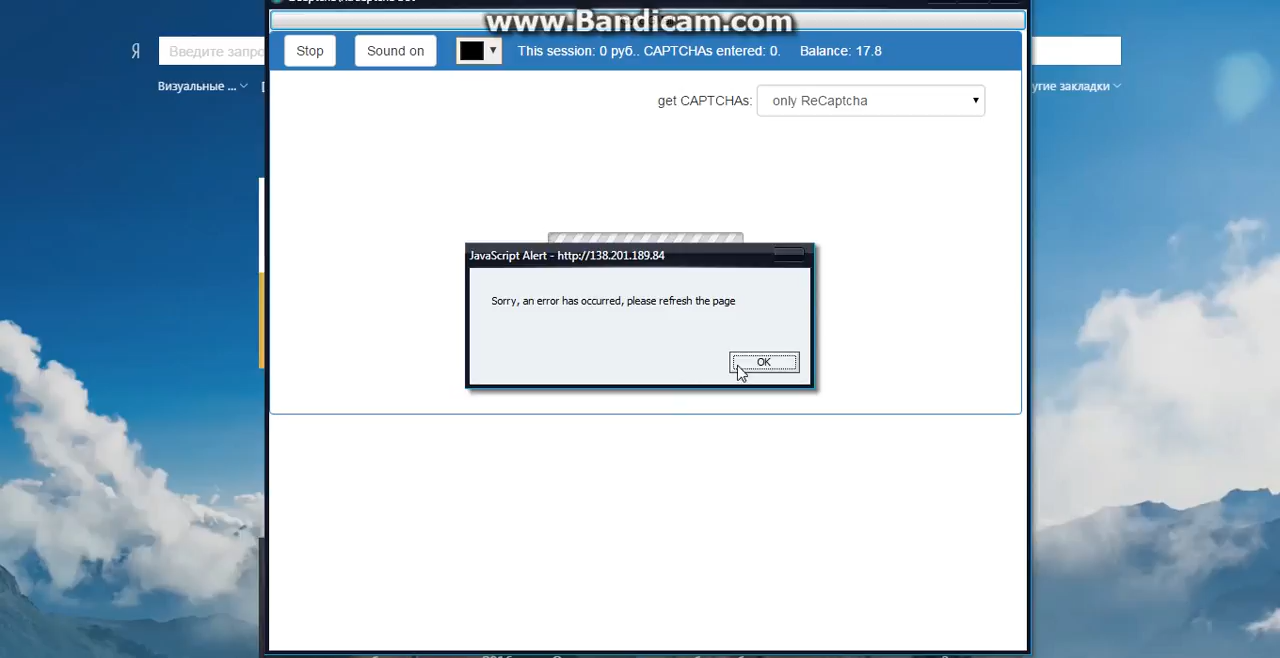 www.Bandicam.com
Я
Введите запро
Stop
Sound on
This session: 0 руб.. CAPTCHAs entered: 0.
Balance: 17.8
Визуальные ...
get CAPTCHAs:
only ReCaptcha
JavaScript Alert - http://138.201.189.84
Sorry, an error has occurred, please refresh the page
OK